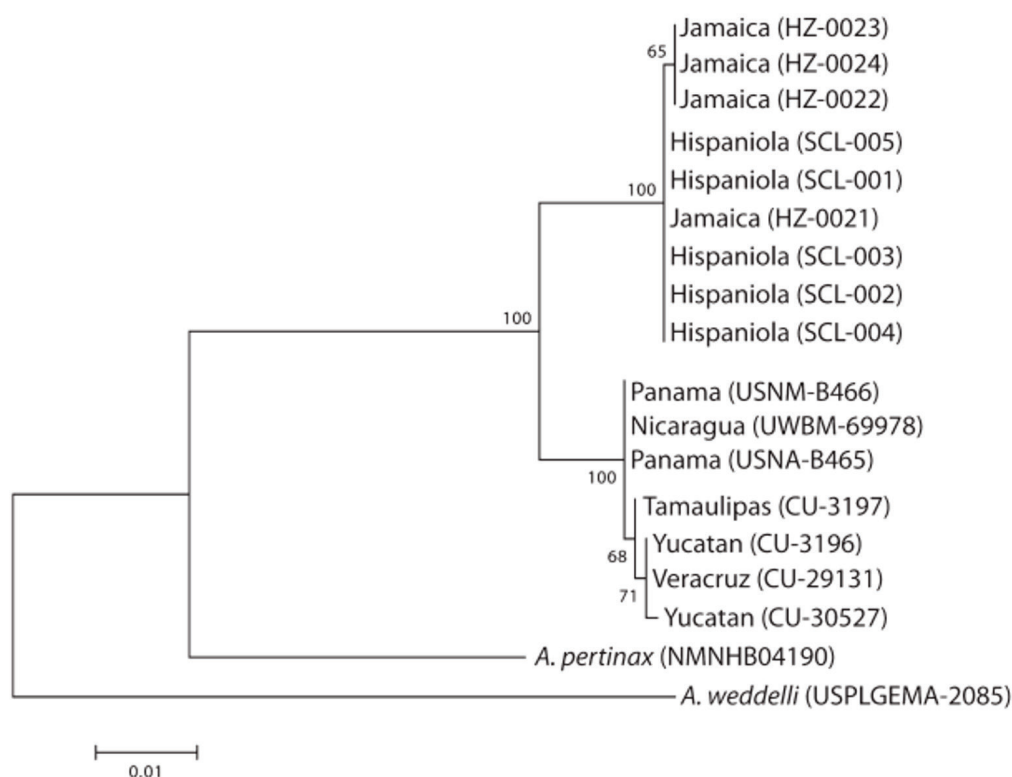 Jamaica (HZ-0023)
65
Jamaica (HZ-0024)
Jamaica (HZ-0022)
Hispaniola (SCL-005)
100
Hispaniola (SCL-001)
Jamaica (HZ-0021)
Hispaniola (SCL-003)
Hispaniola (SCL-002)
100
Hispaniola (SCL-004)
Panama (USNM-B466)
Nicaragua (UWBM-69978)
Panama (USNA-B465)
100
Tamaulipas (CU-3197)
Yucatan (CU-3196)
68
Veracruz (CU-29131)
71
Yucatan (CU-30527)
A. pertinax (NMNHB04190)
A. weddelli (USPLGEMA-2085)
0.01